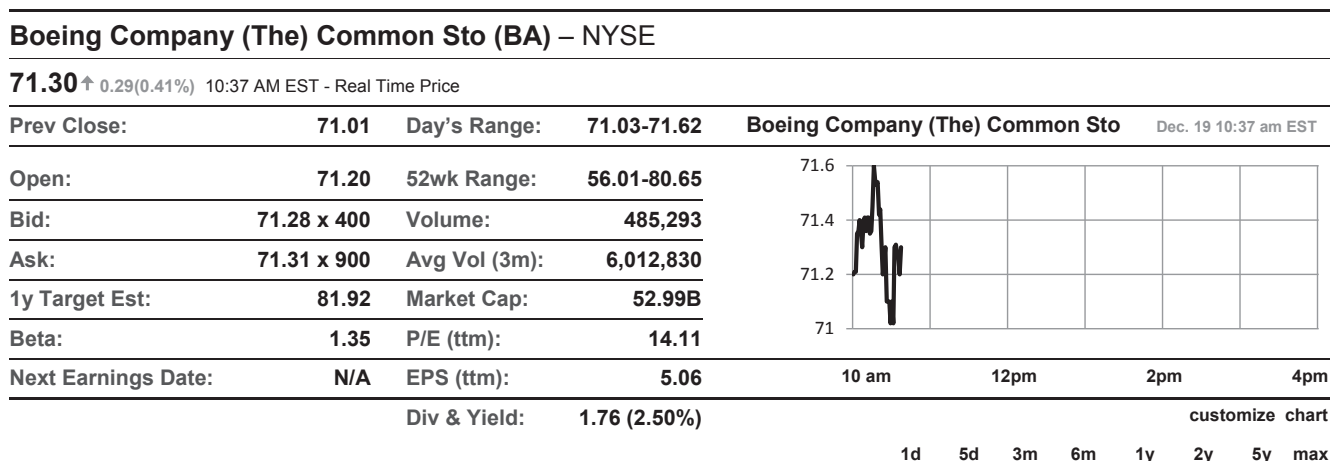 Boeing Company (The) Common Sto (BA) – NYSE
71.30↑ 0.29(0.41%) 10:37 AM EST - Real Time Price
Prev Close: 71.01 Day's Range: 71.03-71.62
Open: 71.20 52wk Range: 56.01-80.65
Bid: 71.28 x 400 Volume: 485,293
Ask: 71.31 x 900 Avg Vol (3m): 6,012,830
1y Target Est: 81.92 Market Cap: 52.99B
Beta: 1.35 P/E (ttm): 14.11
Next Earnings Date: N/A EPS (ttm): 5.06
Div & Yield: 1.76 (2.50%)
Boeing Company (The) Common Sto Dec. 19 10:37 am EST
71.6
71.4
71.2
71
10 am 12pm 2pm 4pm
customize chart
1d 5d 3m 6m 1y 2y 5y max